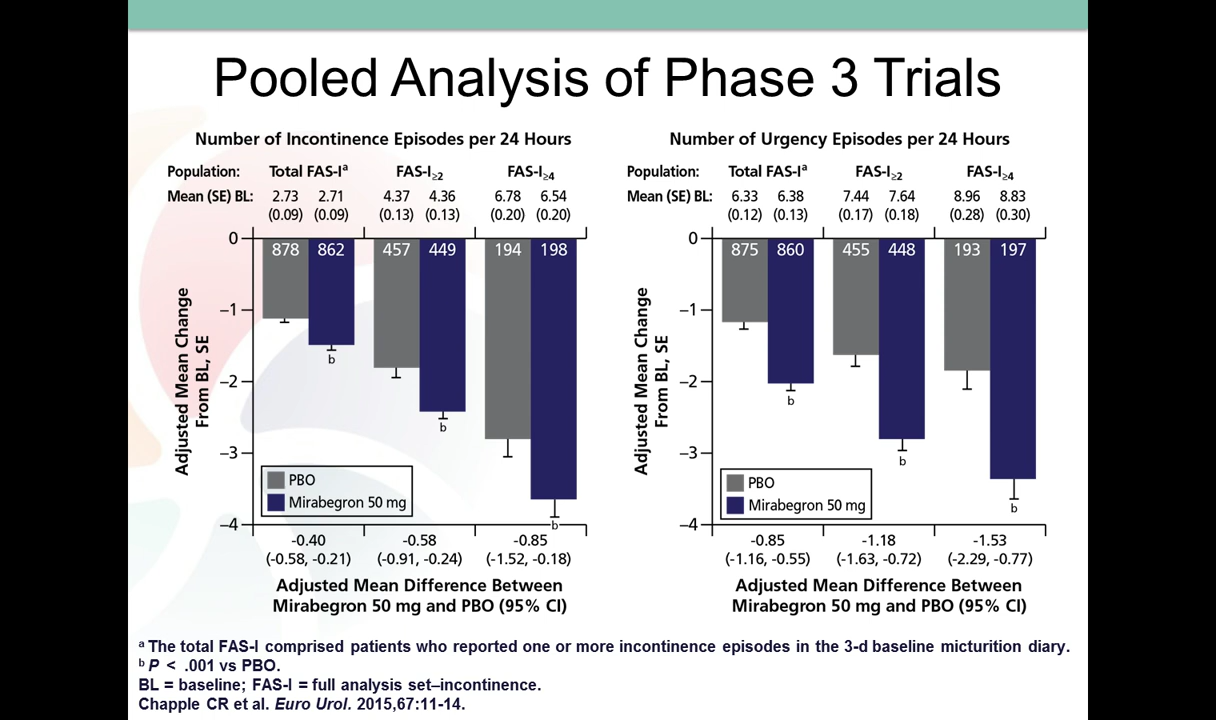 Pooled Analysis of Phase 3 Trials
Number of Incontinence Episodes per 24 Hours
Population: Total FAS-Iᵃ FAS-I≥2 FAS-I≥4
Mean (SE) BL: 2.73 2.71 4.37 4.36 6.78 6.54
(0.09) (0.09) (0.13) (0.13) (0.20) (0.20)
0
878 862 457 449 194 198
–1
–2
–3
–4
b
b
b
Adjusted Mean Change
From BL, SE
PBO
Mirabegron 50 mg
-0.40 -0.58 -0.85
(-0.58, -0.21) (-0.91, -0.24) (-1.52, -0.18)
Adjusted Mean Difference Between
Mirabegron 50 mg and PBO (95% CI)
Number of Urgency Episodes per 24 Hours
Population: Total FAS-Iᵃ FAS-I≥2 FAS-I≥4
Mean (SE) BL: 6.33 6.38 7.44 7.64 8.96 8.83
(0.12) (0.13) (0.17) (0.18) (0.28) (0.30)
0
875 860 455 448 193 197
–1
–2
–3
–4
b
b
b
Adjusted Mean Change
From BL, SE
PBO
Mirabegron 50 mg
-0.85 -1.18 -1.53
(-1.16, -0.55) (-1.63, -0.72) (-2.29, -0.77)
Adjusted Mean Difference Between
Mirabegron 50 mg and PBO (95% CI)
ᵃ The total FAS-I comprised patients who reported one or more incontinence episodes in the 3-d baseline micturition diary.
ᵇ P < .001 vs PBO.
BL = baseline; FAS-I = full analysis set–incontinence.
Chapple CR et al. Euro Urol. 2015,67:11-14.